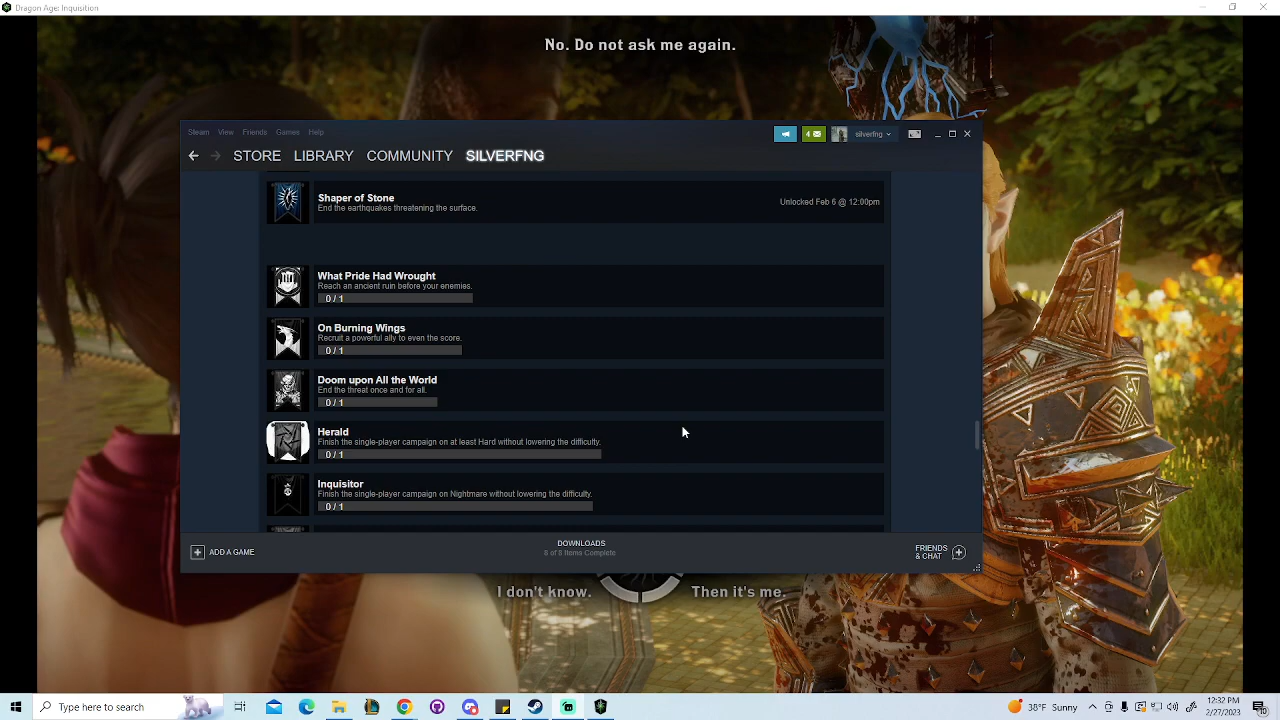 Dragon Age: Inquisition
No. Do not ask me again.
Steam View Friends Games Help
4
silverfng
STORE LIBRARY COMMUNITY SILVERFNG
Shaper of Stone
End the earthquakes threatening the surface.
Unlocked Feb 6 @ 12:00pm
What Pride Had Wrought
Reach an ancient ruin before your enemies.
0 / 1
On Burning Wings
Recruit a powerful ally to even the score.
0 / 1
Doom upon All the World
End the threat once and for all.
0 / 1
Herald
Finish the single-player campaign on at least Hard without lowering the difficulty.
0 / 1
Inquisitor
Finish the single-player campaign on Nightmare without lowering the difficulty.
0 / 1
ADD A GAME
DOWNLOADS
8 of 8 Items Complete
FRIENDS
& CHAT
I don't know.
Then it's me.
Type here to search
38°F Sunny
12:32 PM
2/27/2023
10